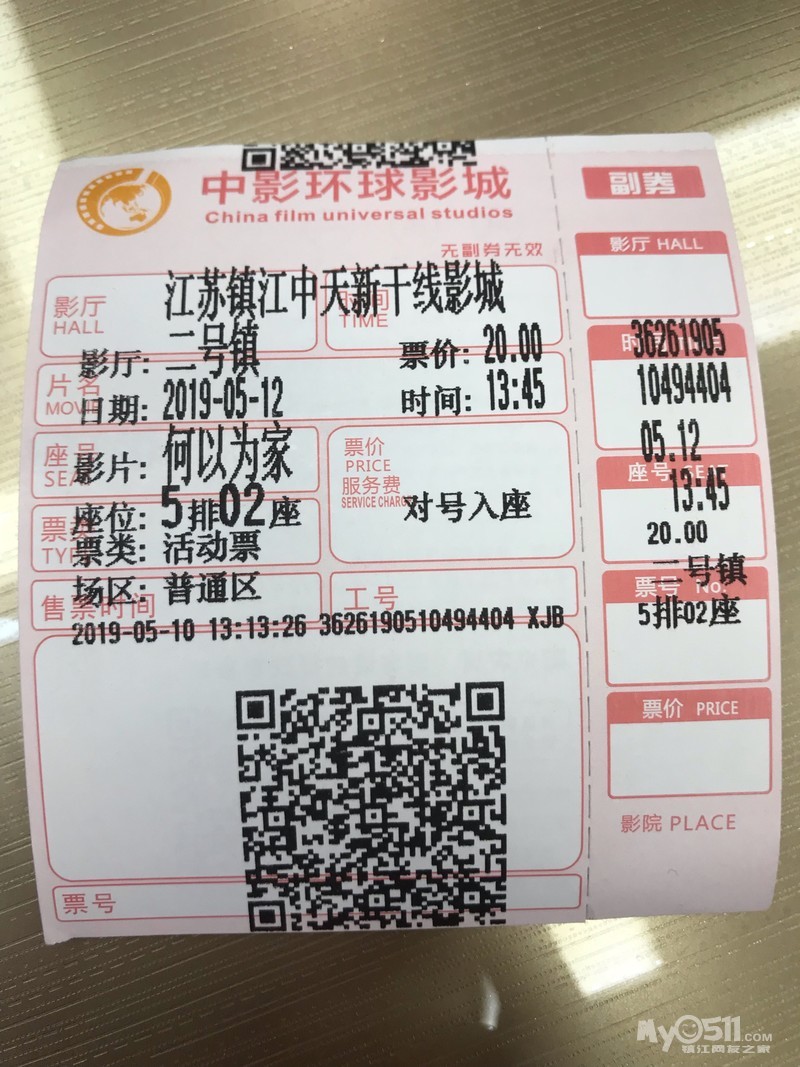 中影环球影城
China film universal studios
无副券无效
副券
影厅 HALL
江苏镇江中天新干线影城
影厅
HALL
时间
TIME
影厅: 二号镇
票价: 20.00
片名
MOVIE
日期: 2019-05-12
时间: 13:45
座号
SEAT
影片: 何以为家
票价
PRICE
服务费
SERVICE CHARGE
座位: 5排02座
对号入座
票类
TYPE
票类: 活动票
场区: 普通区
售票时间
工号
2019-05-10 13:13:26 3626190510494404 XJB
票号
36261905
10494404
05.12
座号 SEAT
13:45
20.00
二号镇
票号 No.
5排02座
票价 PRICE
影院 PLACE
My0511.COM
镇江网友之家